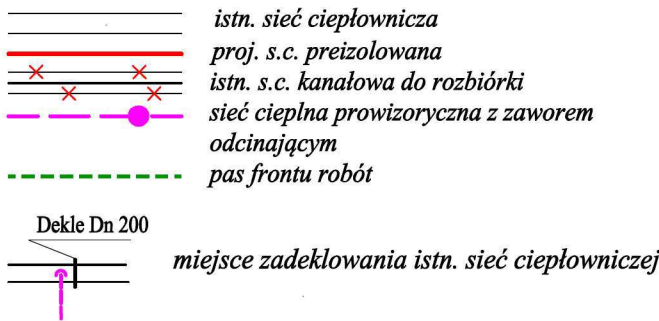 istn. sieć ciepłownicza
proj. s.c. preizolowana
istn. s.c. kanałowa do rozbiórki
sieć cieplna prowizoryczna z zaworem
odcinającym
pas frontu robót
Dekle Dn 200
miejsce zadeklowania istn. sieć ciepłowniczej